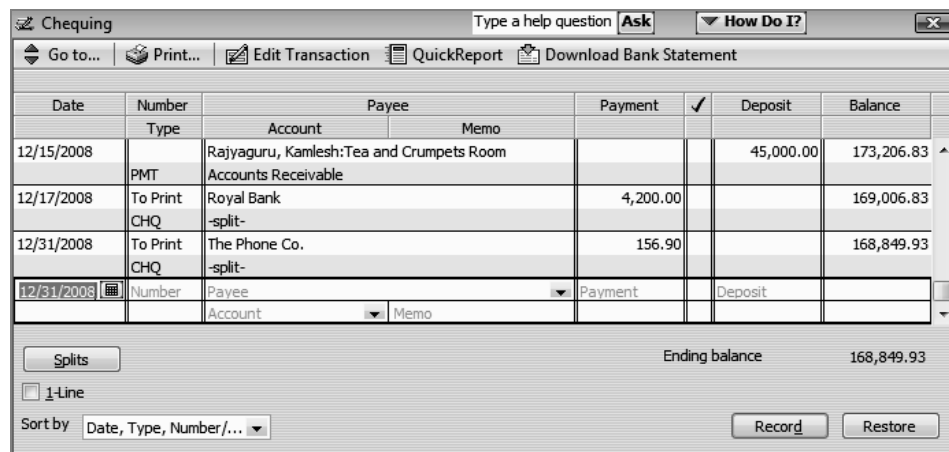 Chequing Type a help question Ask How Do I?
Go to... Print... Edit Transaction QuickReport Download Bank Statement
Date Number Payee Payment ✓ Deposit Balance
Type Account Memo
12/15/2008 Rajyaguru, Kamlesh:Tea and Crumpets Room 45,000.00 173,206.83
PMT Accounts Receivable
12/17/2008 To Print Royal Bank 4,200.00 169,006.83
CHQ -split-
12/31/2008 To Print The Phone Co. 156.90 168,849.93
CHQ -split-
12/31/2008 Number Payee Payment Deposit
Account Memo
Splits Ending balance 168,849.93
1-Line
Sort by Date, Type, Number/... Record Restore